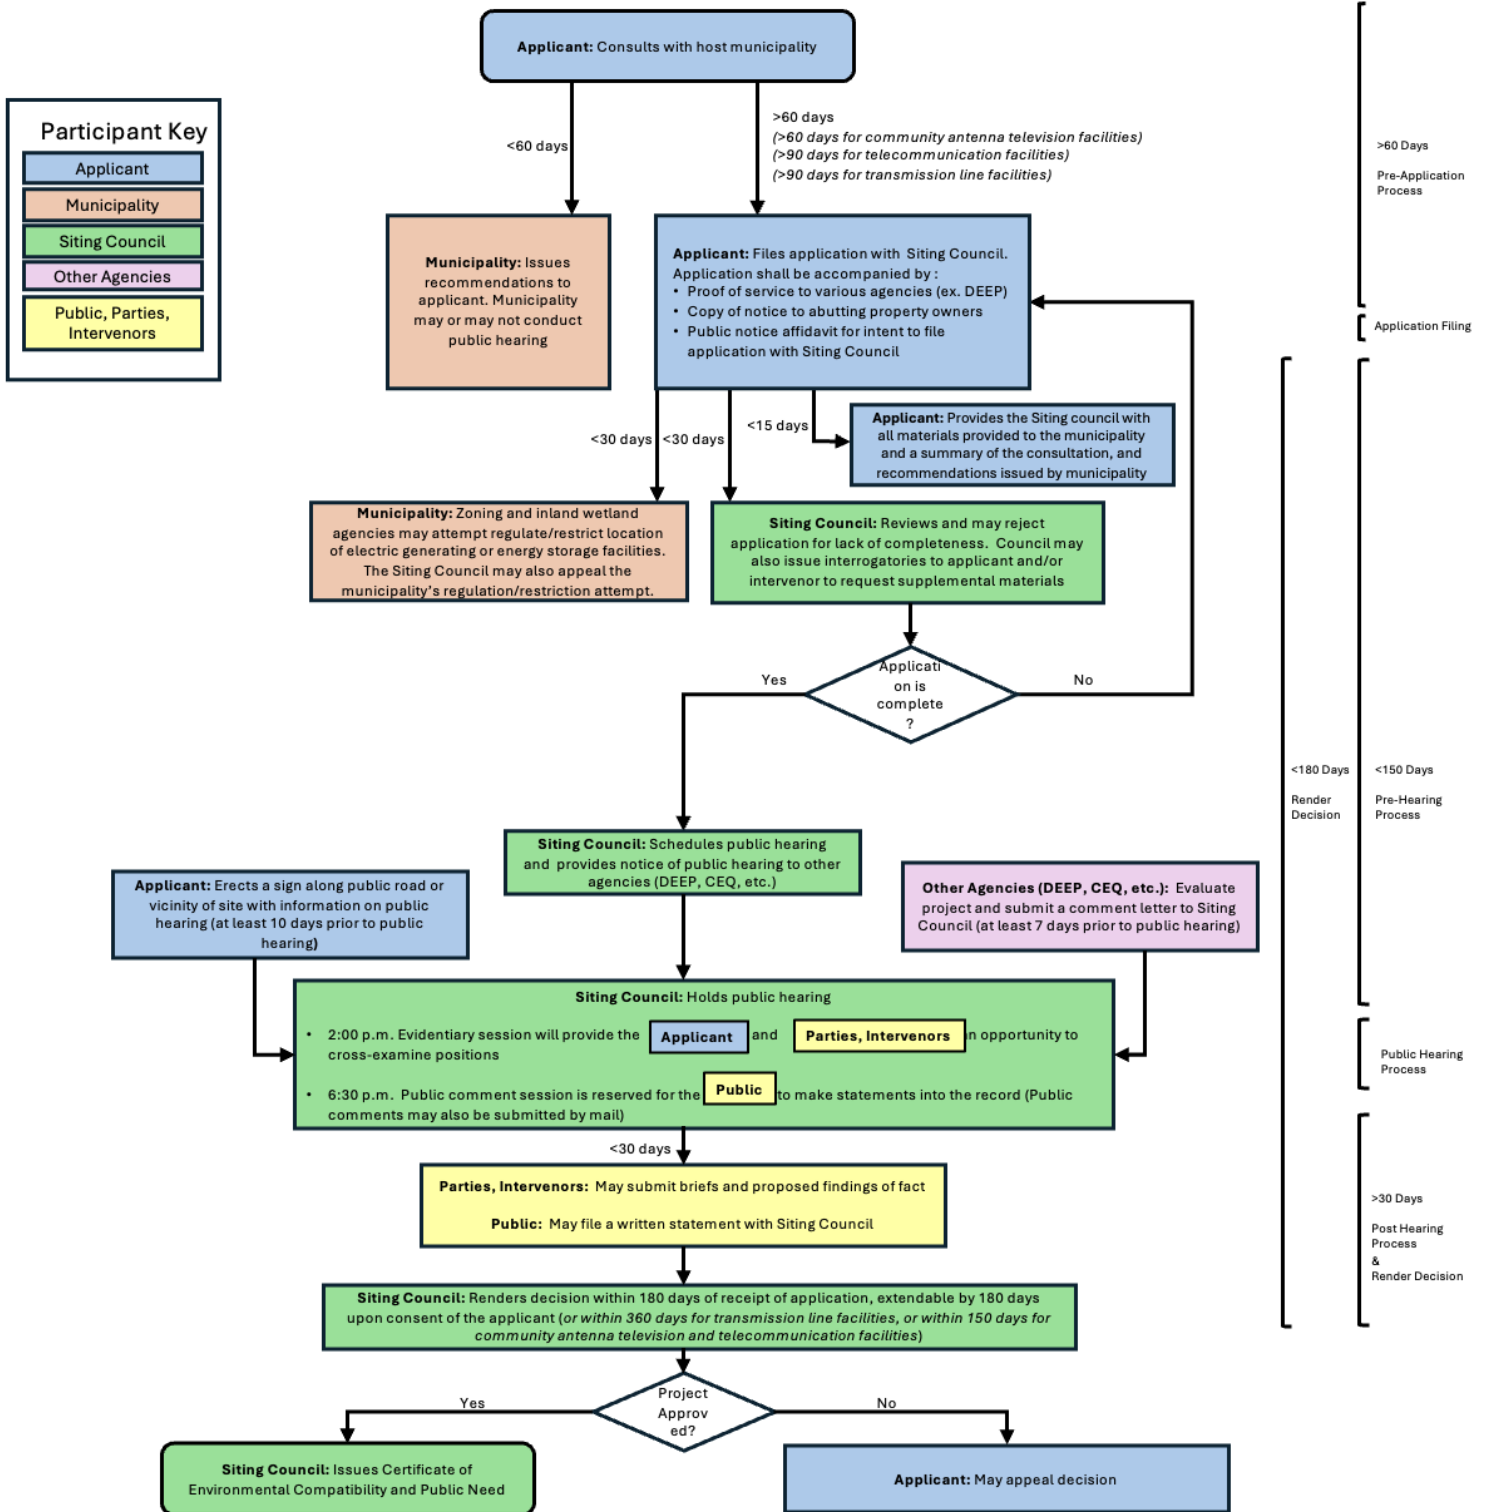 Applicant: Consults with host municipality
Participant Key
Applicant
Municipality
Siting Council
Other Agencies
Public, Parties,
Intervenors
<60 days
>60 days
(>60 days for community antenna television facilities)
(>90 days for telecommunication facilities)
(>90 days for transmission line facilities)
>60 Days
Pre-Application
Process
Municipality: Issues
recommendations to
applicant. Municipality
may or may not conduct
public hearing
Applicant: Files application with Siting Council.
Application shall be accompanied by :
• Proof of service to various agencies (ex. DEEP)
• Copy of notice to abutting property owners
• Public notice affidavit for intent to file
application with Siting Council
Application Filing
<30 days
<30 days
<15 days
Applicant: Provides the Siting council with
all materials provided to the municipality
and a summary of the consultation, and
recommendations issued by municipality
Municipality: Zoning and inland wetland
agencies may attempt regulate/restrict location
of electric generating or energy storage facilities.
The Siting Council may also appeal the
municipality's regulation/restriction attempt.
Siting Council: Reviews and may reject
application for lack of completeness. Council may
also issue interrogatories to applicant and/or
intervenor to request supplemental materials
Applicati
on is
complete
?
Yes
No
<180 Days
Render
Decision
<150 Days
Pre-Hearing
Process
Siting Council: Schedules public hearing
and provides notice of public hearing to other
agencies (DEEP, CEQ, etc.)
Applicant: Erects a sign along public road or
vicinity of site with information on public
hearing (at least 10 days prior to public
hearing)
Other Agencies (DEEP, CEQ, etc.): Evaluate
project and submit a comment letter to Siting
Council (at least 7 days prior to public hearing)
Siting Council: Holds public hearing
• 2:00 p.m. Evidentiary session will provide the Applicant and Parties, Intervenors n opportunity to
cross-examine positions
• 6:30 p.m. Public comment session is reserved for the Public to make statements into the record (Public
comments may also be submitted by mail)
Public Hearing
Process
<30 days
Parties, Intervenors: May submit briefs and proposed findings of fact
Public: May file a written statement with Siting Council
>30 Days
Post Hearing
Process
&
Render Decision
Siting Council: Renders decision within 180 days of receipt of application, extendable by 180 days
upon consent of the applicant (or within 360 days for transmission line facilities, or within 150 days for
community antenna television and telecommunication facilities)
Project
Approv
ed?
Yes
No
Siting Council: Issues Certificate of
Environmental Compatibility and Public Need
Applicant: May appeal decision